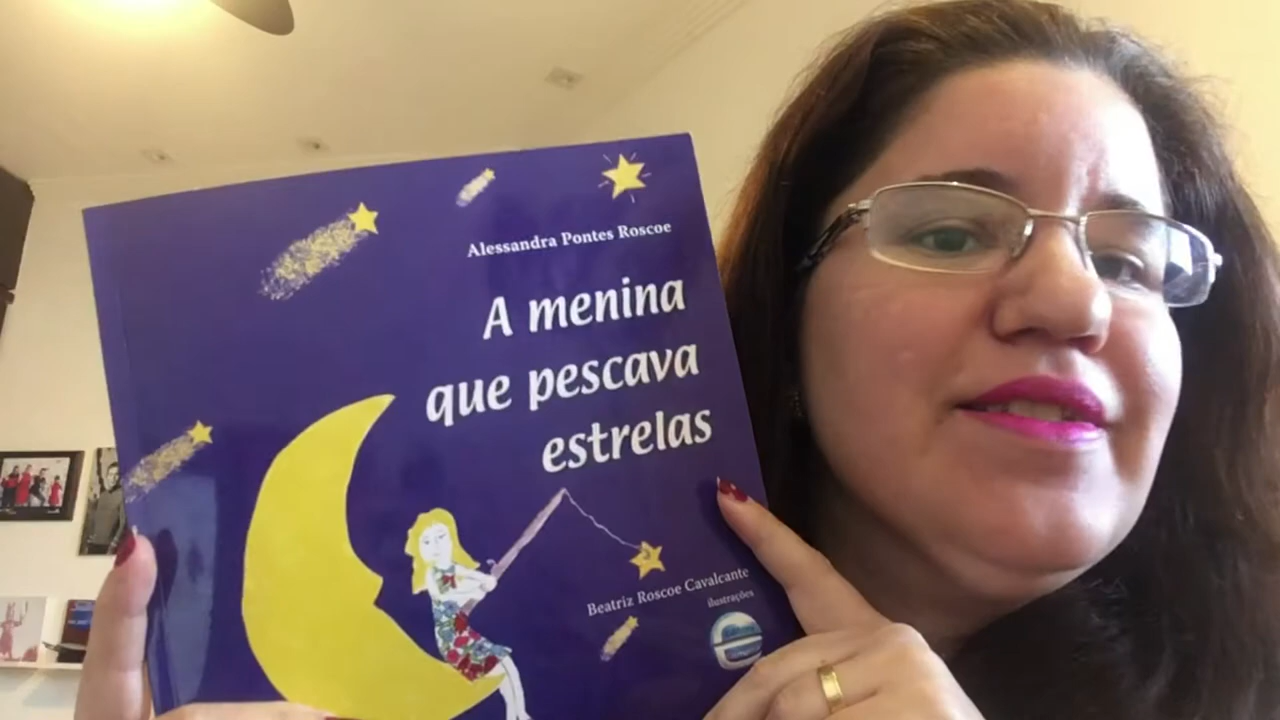 Alessandra Pontes Roscoe
A menina
que pescava
estrelas
Beatriz Roscoe Cavalcante
ilustrações